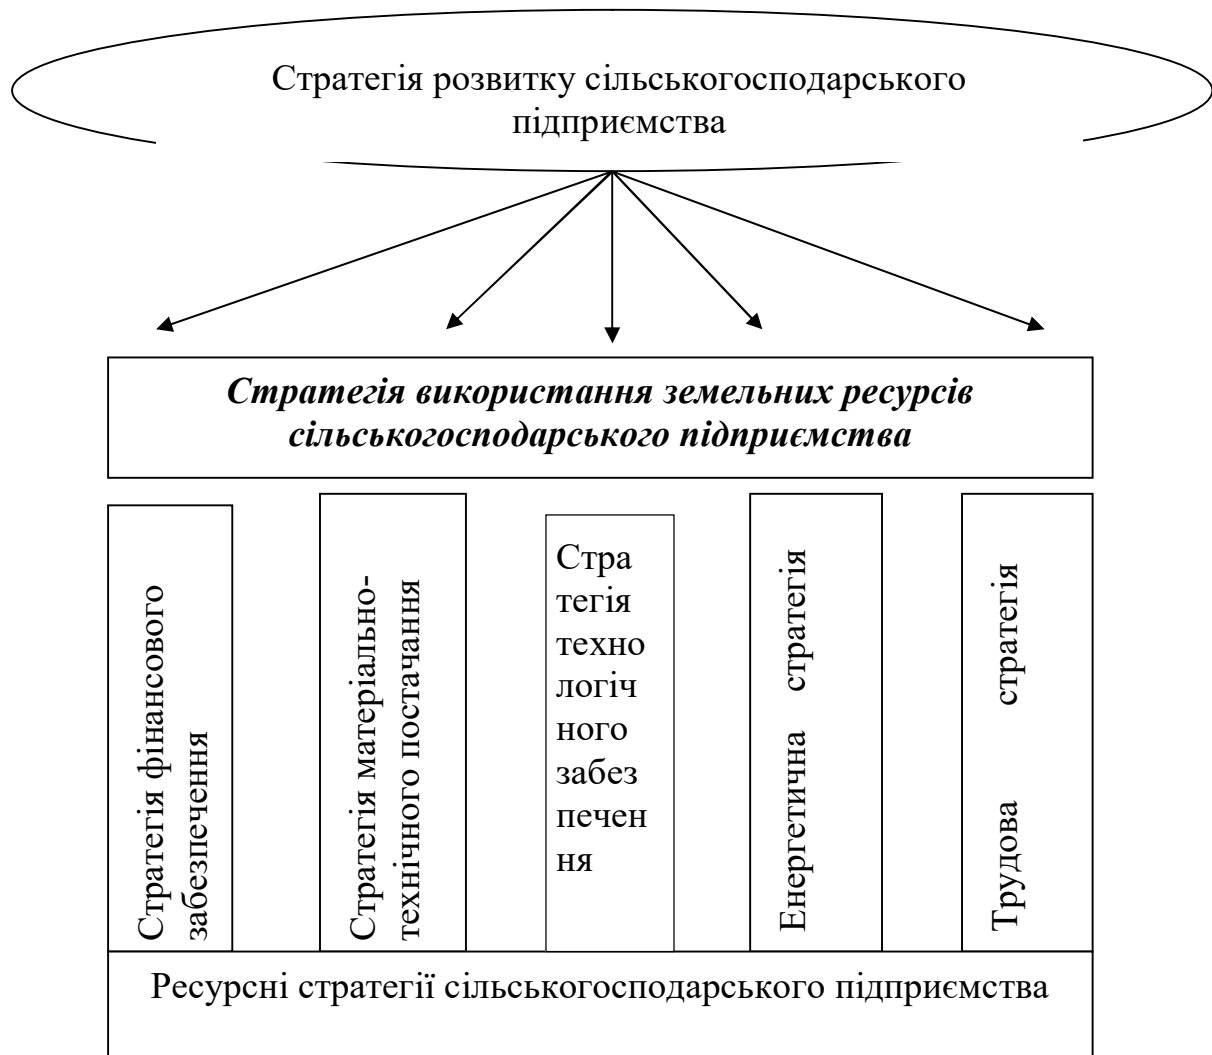 Стратегія розвитку сільськогосподарського
підприємства
Стратегія використання земельних ресурсів
сільськогосподарського підприємства
Стратегія фінансового
забезпечення
Стратегія матеріально-
технічного постачання
Стра
тегія
техно
логіч
ного
забез
печен
ня
Енергетична стратегія
Трудова стратегія
Ресурсні стратегії сільськогосподарського підприємства